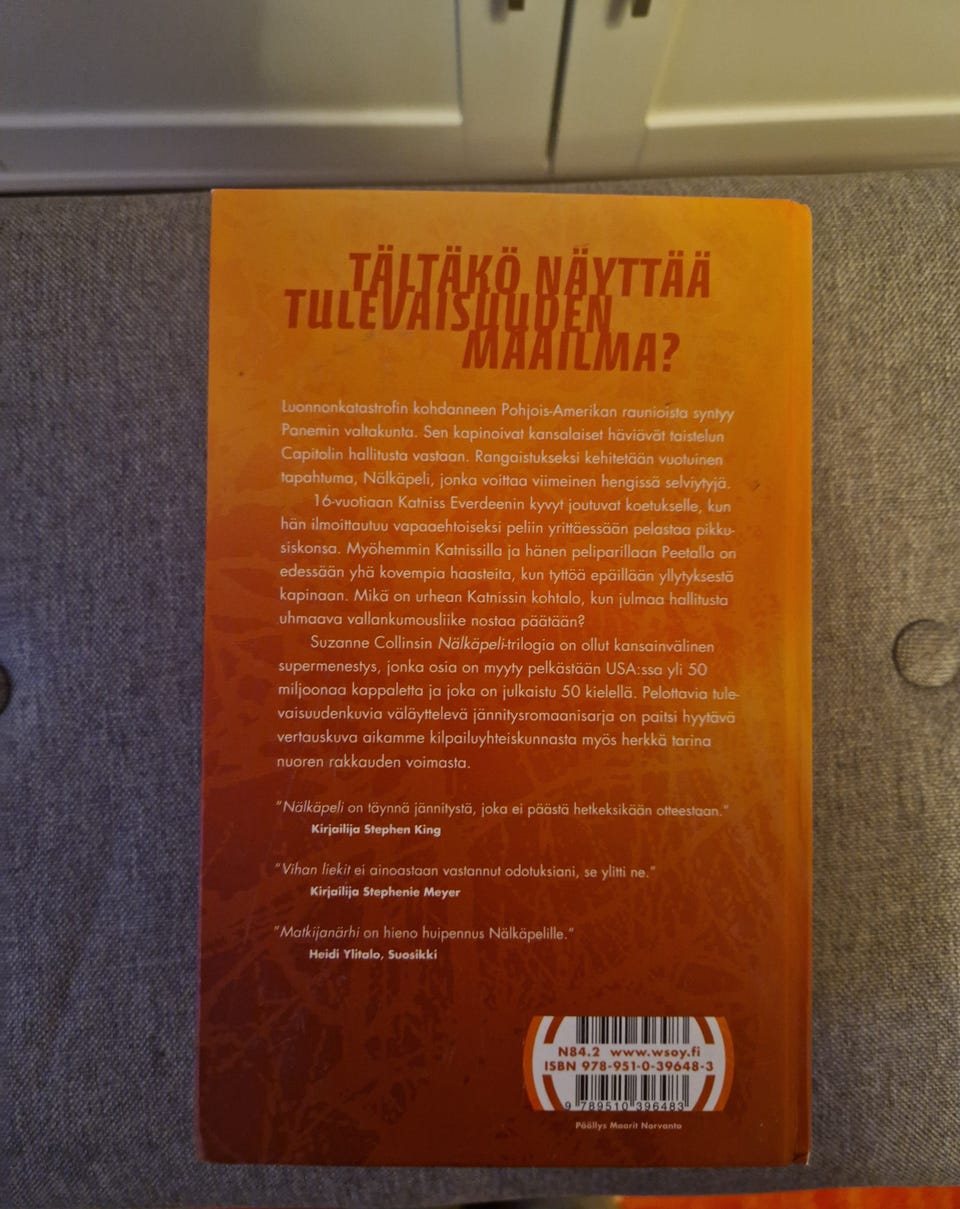 TÄLTÄKÖ NÄYTTÄÄ
TULEVAISUUDEN
MAAILMA?
Luonnonkatastrofin kohdanneen Pohjois-Amerikan raunioista syntyy
Panemin valtakunta. Sen kapinoivat kansalaiset häviävät taistelun
Capitolin hallitusta vastaan. Rangaistukseksi kehitetään vuotuinen
tapahtuma, Nälkäpeli, jonka voittaa viimeinen hengissä selviytyjä.
16-vuotiaan Katniss Everdeenin kyvyt joutuvat koetukselle, kun
hän ilmoittautuu vapaaehtoiseksi peliin yrittäessään pelastaa pikku-
siskonsa. Myöhemmin Katnissilla ja hänen peliparillaan Peetalla on
edessään yhä kovempia haasteita, kun tyttöä epäillään yllytyksestä
kapinaan. Mikä on urhean Katnissin kohtalo, kun julmaa hallitusta
uhmaava vallankumousliike nostaa päätään?
Suzanne Collinsin Nälkäpeli-trilogia on ollut kansainvälinen
supermenestys, jonka osia on myyty pelkästään USA:ssa yli 50
miljoonaa kappaletta ja joka on julkaistu 50 kielellä. Pelottavia tule-
vaisuudenkuvia väläyttelevä jännitysromaanisarja on paitsi hyytävä
vertauskuva aikamme kilpailuyhteiskunnasta myös herkkä tarina
nuoren rakkauden voimasta.
"Nälkäpeli on täynnä jännitystä, joka ei päästä hetkeksikään otteestaan."
Kirjailija Stephen King
"Vihan liekit ei ainoastaan vastannut odotuksiani, se ylitti ne."
Kirjailija Stephenie Meyer
"Matkijanärhi on hieno huipennus Nälkäpelille."
Heidi Ylitalo, Suosikki
N84.2 www.wsoy.fi
ISBN 978-951-0-39648-3
9 789510 396483
Päällys Maarit Norvanto